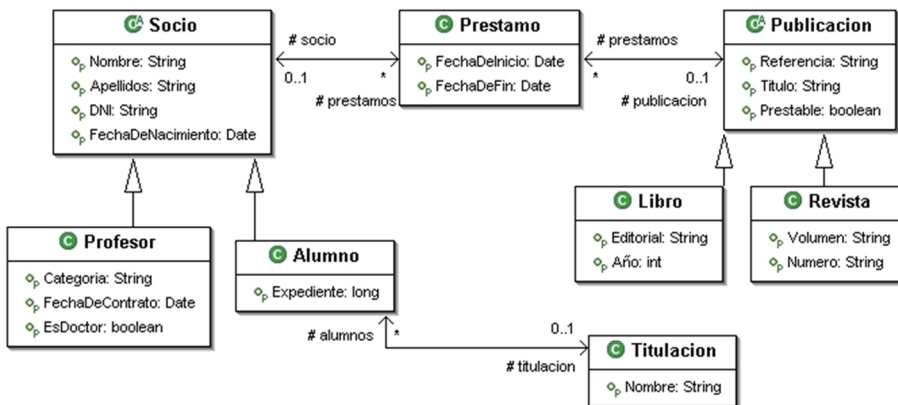 Socio
Nombre: String
Apellidos: String
DNI: String
FechaDeNacimiento: Date
# socio
0..1
*
# prestamos
Prestamo
FechaDeInicio: Date
FechaDeFin: Date
# prestamos
*
0..1
# publicacion
Publicacion
Referencia: String
Titulo: String
Prestable: boolean
Profesor
Categoria: String
FechaDeContrato: Date
EsDoctor: boolean
Alumno
Expediente: long
Libro
Editorial: String
Año: int
Revista
Volumen: String
Numero: String
# alumnos
*
0..1
# titulacion
Titulacion
Nombre: String